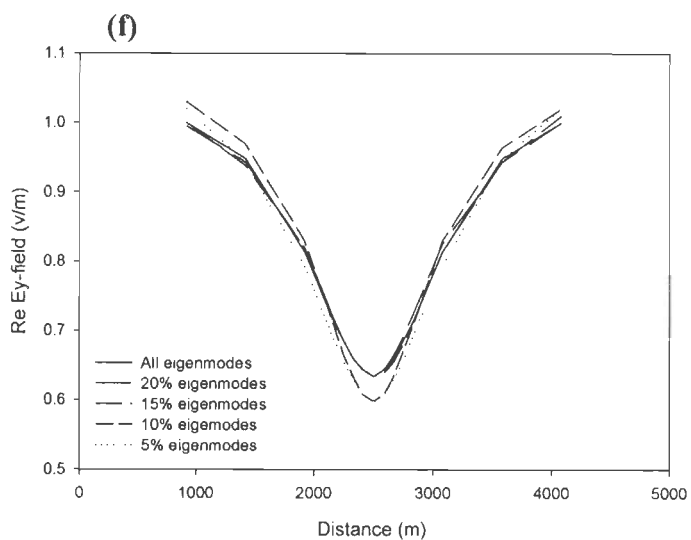 (f)
1.1
1.0
0.9
0.8
0.7
0.6
0.5
Re Ey-field (v/m)
All eigenmodes
20% eigenmodes
15% eigenmodes
10% eigemodes
5% eigenmodes
0
1000
2000
3000
4000
5000
Distance (m)